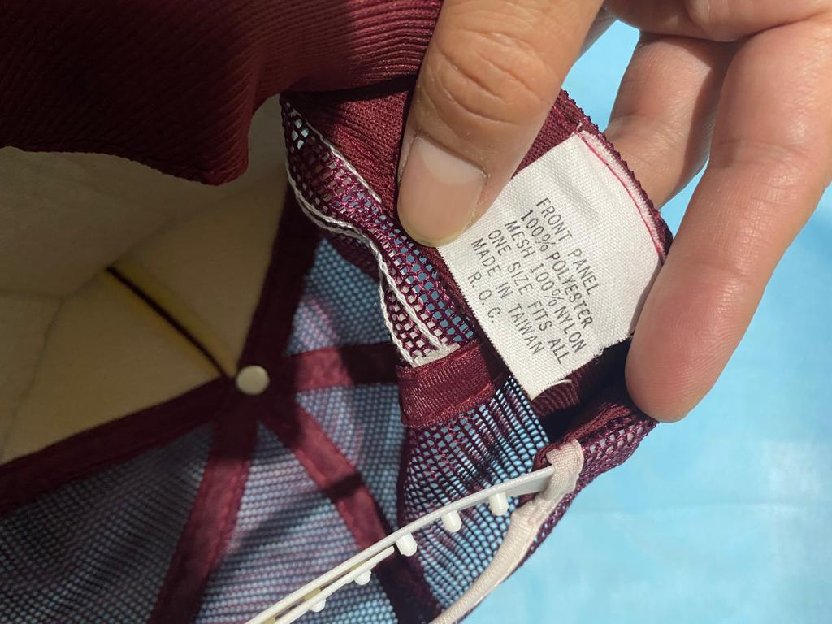 FRONT PANEL
100% POLYESTER
MESH 100% NYLON
ONE SIZE FITS ALL
MADE IN TAIWAN
R. O. C.